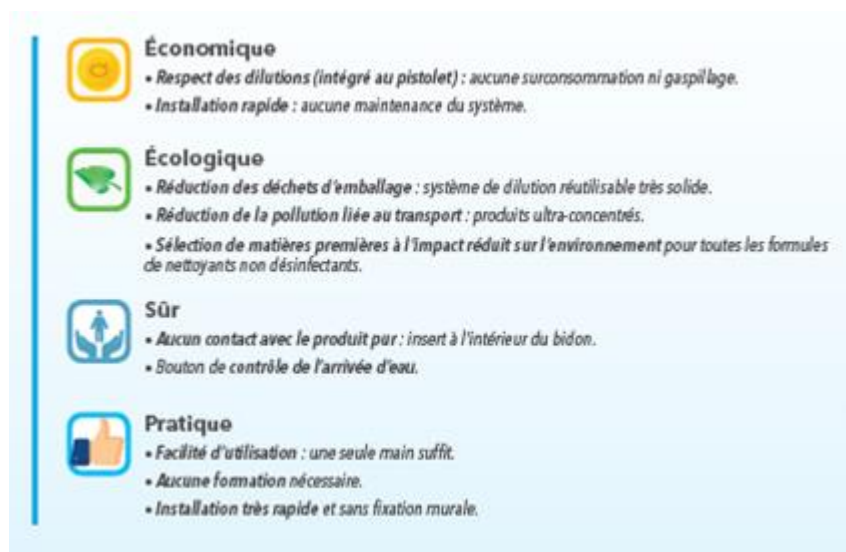 Économique
• Respect des dilutions (intégré au pistolet) : aucune surconsommation ni gaspillage.
• Installation rapide : aucune maintenance du système.
Écologique
• Réduction des déchets d'emballage : système de dilution réutilisable très solide.
• Réduction de la pollution liée au transport : produits ultra-concentrés.
• Sélection de matières premières à l'impact réduit sur l'environnement pour toutes les formules
de nettoyants non désinfectants.
Sûr
• Aucun contact avec le produit pur : insert à l'intérieur du bidon.
• Bouton de contrôle de l'arrivée d'eau.
Pratique
• Facilité d'utilisation : une seule main suffit.
• Aucune formation nécessaire.
• Installation très rapide et sans fixation murale.